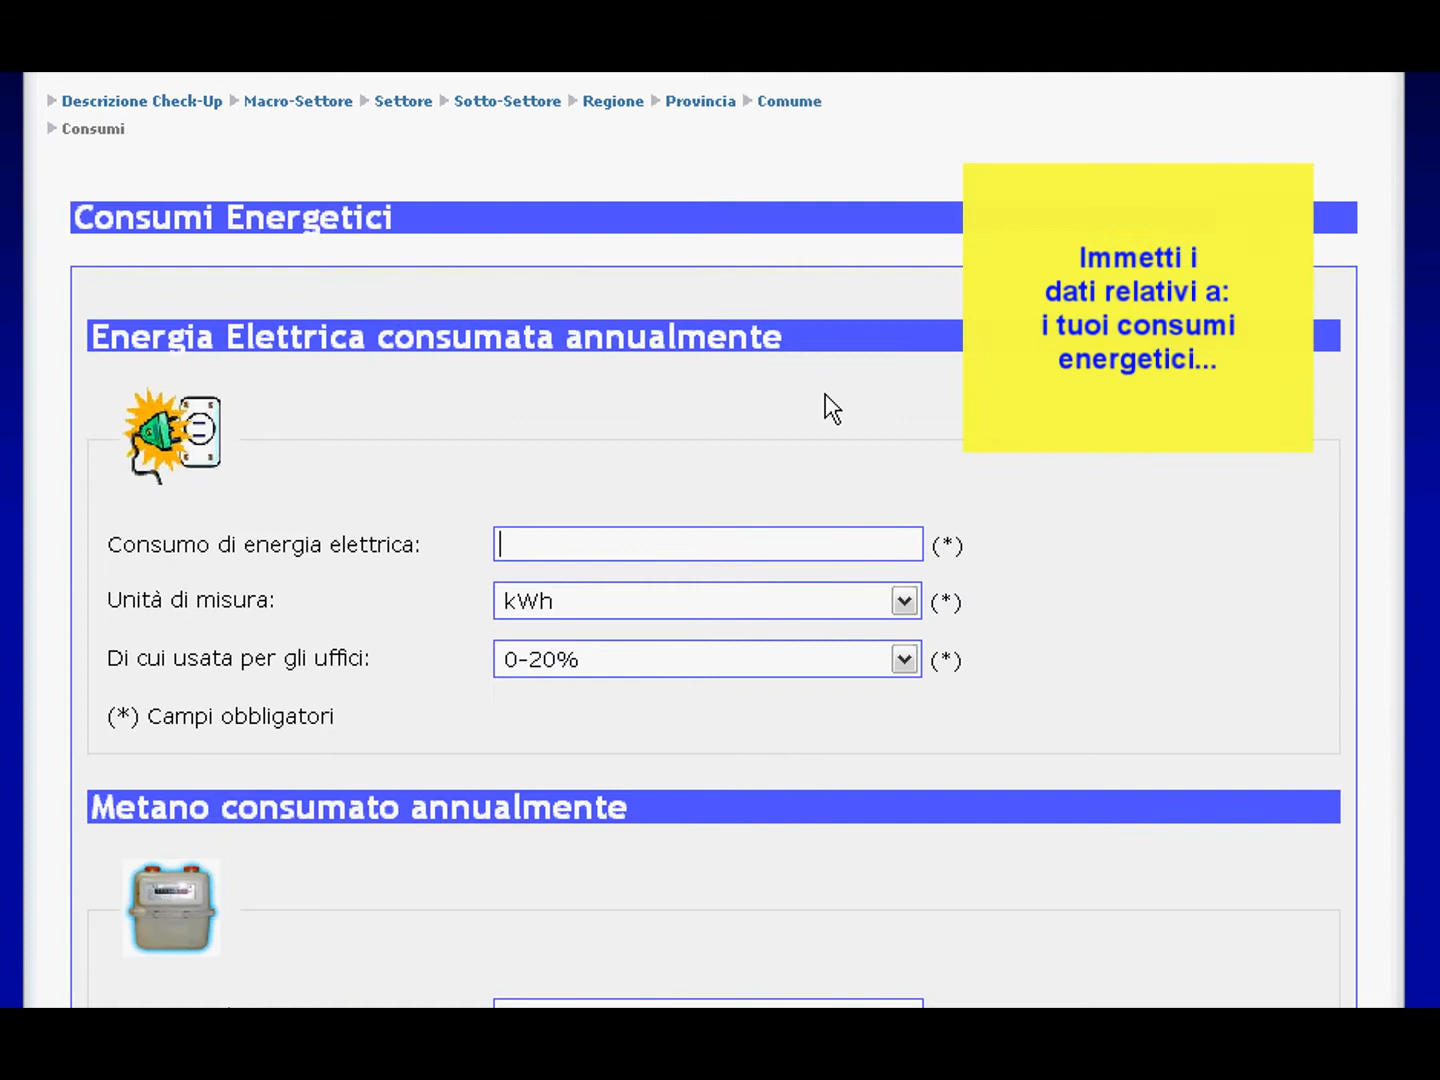 Descrizione Check-Up Macro-Settore Settore Sotto-Settore Regione Provincia Comune
Consumi
Consumi Energetici
Immetti i
dati relativi a:
i tuoi consumi
energetici...
Energia Elettrica consumata annualmente
Consumo di energia elettrica: (*)
Unità di misura: kWh (*)
Di cui usata per gli uffici: 0-20% (*)
(*) Campi obbligatori
Metano consumato annualmente